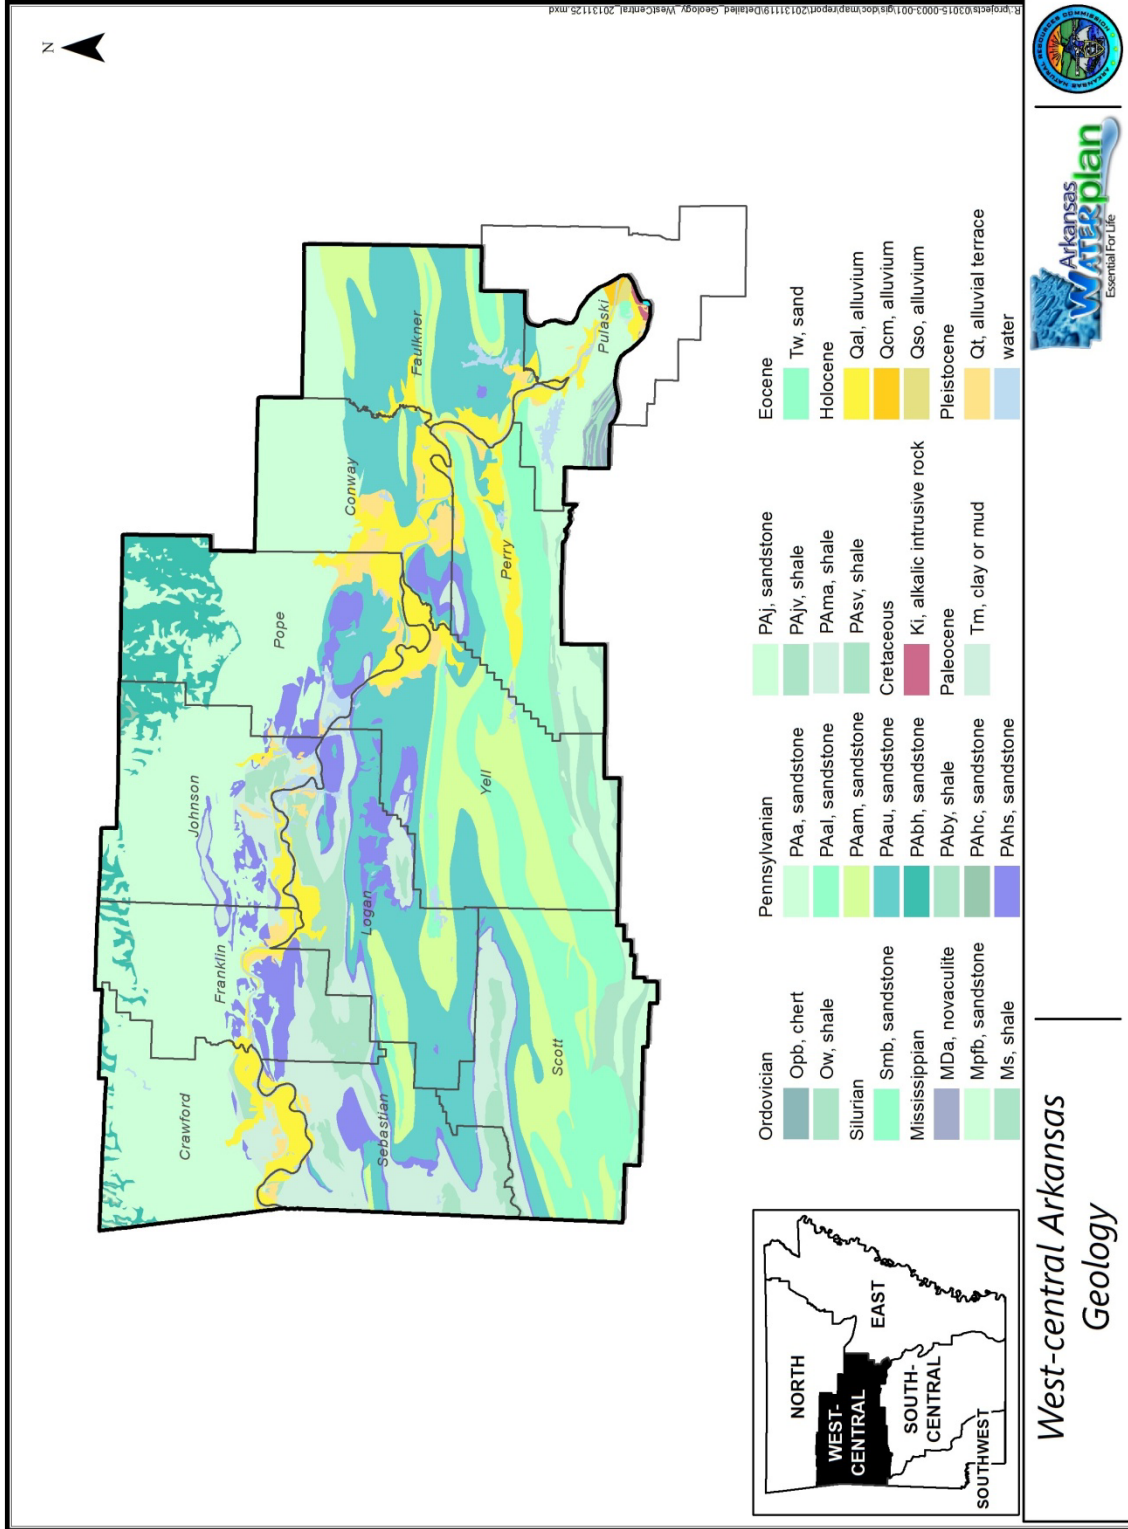 R:\projects\03015-0003-001\gis\doc\map\report\20131119\Detailed_Geology_WestCentral_20131125.mxd
N
Crawford
Franklin
Johnson
Pope
Conway
Faulkner
Sebastian
Logan
Scott
Yell
Perry
Pulaski
Ordovician
Opb, chert
Ow, shale
Silurian
Smb, sandstone
Mississippian
MDa, novaculite
Mpfb, sandstone
Ms, shale
Pennsylvanian
PAa, sandstone
PAal, sandstone
PAam, sandstone
PAau, sandstone
PAbh, sandstone
PAby, shale
PAhc, sandstone
PAhs, sandstone
PAj, sandstone
PAjv, shale
PAma, shale
PAsv, shale
Cretaceous
Ki, alkalic intrusive rock
Paleocene
Tm, clay or mud
Eocene
Tw, sand
Holocene
Qal, alluvium
Qcm, alluvium
Qso, alluvium
Pleistocene
Qt, alluvial terrace
water
NORTH
WEST-
CENTRAL
EAST
SOUTH-
CENTRAL
SOUTHWEST
West-central Arkansas
Geology
Arkansas
WATERplan
Essential For Life
ARKANSAS NATURAL RESOURCES COMMISSION